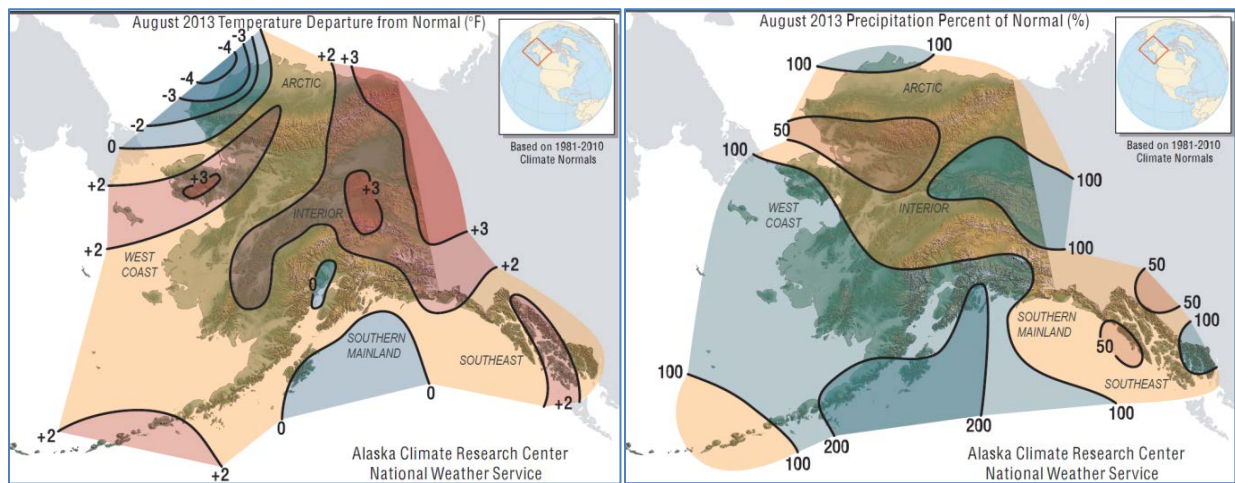 August 2013 Temperature Departure from Normal (°F)
-3
-3
-4
-4
-3
-2
0
+2
+3
ARCTIC
Based on 1981-2010
Climate Normals
+2
+3
+3
INTERIOR
+2
WEST
COAST
+3
+2
0
SOUTHERN
MAINLAND
SOUTHEAST
0
+2
+2
0
+2
Alaska Climate Research Center
National Weather Service
August 2013 Precipitation Percent of Normal (%)
100
100
ARCTIC
50
Based on 1981-2010
Climate Normals
100
100
WEST
COAST
INTERIOR
100
50
200
50
100
SOUTHERN
MAINLAND
50
100
SOUTHEAST
100
200
200
100
Alaska Climate Research Center
National Weather Service